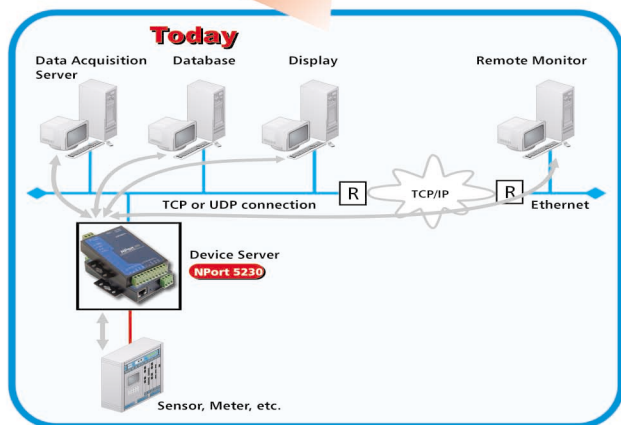 Today
Data Acquisition
Server
Database
Display
Remote Monitor
R
TCP/IP
R
TCP or UDP connection
Ethernet
Device Server
NPort 5230
Sensor, Meter, etc.